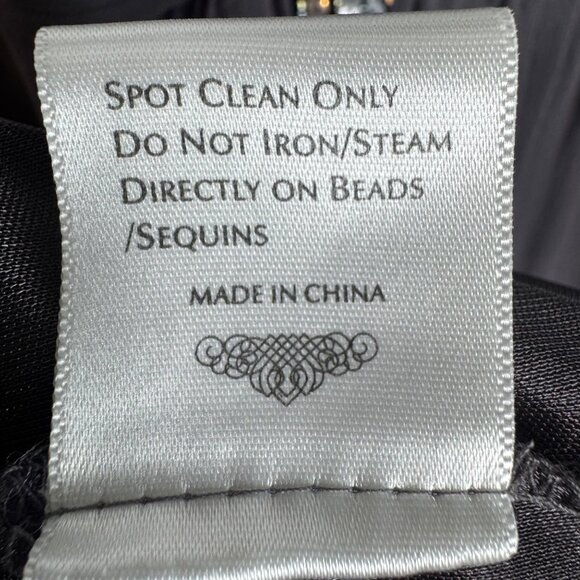 SPOT CLEAN ONLY
DO NOT IRON/STEAM
DIRECTLY ON BEADS
/SEQUINS
MADE IN CHINA